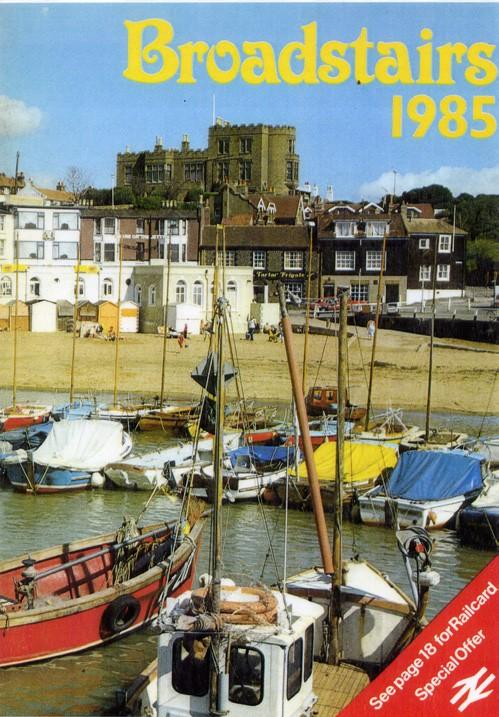 Broadstairs
1985
Tartar Frigate
See page 18 for Railcard
Special Offer